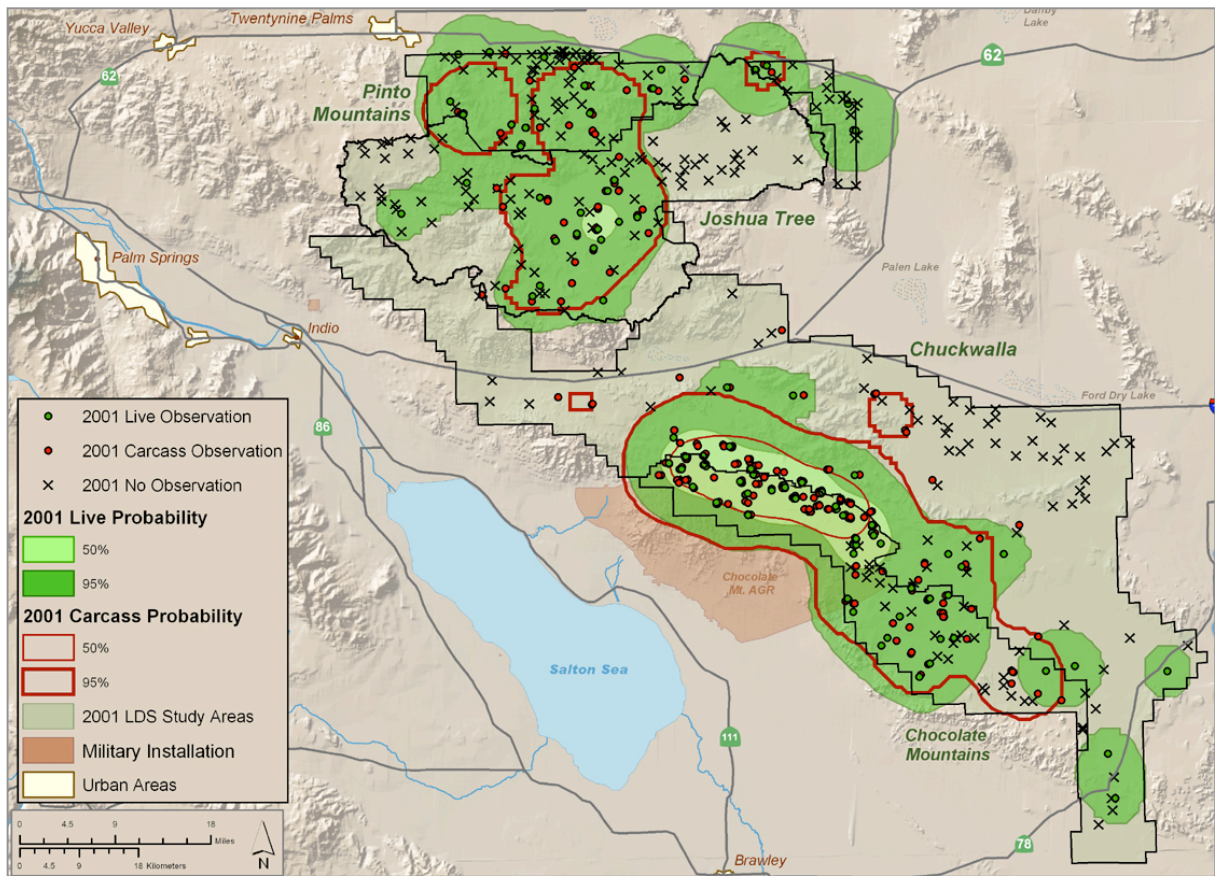 Yucca Valley
Twentynine Palms
Danby
Lake
62
62
Pinto
Mountains
Joshua Tree
Palm Springs
Palen Lake
Indio
Chuckwalla
Ford Dry Lake
86
2001 Live Observation
2001 Carcass Observation
2001 No Observation
2001 Live Probability
50%
95%
2001 Carcass Probability
50%
95%
2001 LDS Study Areas
Military Installation
Urban Areas
Chocolate
Mt. AGR
Salton Sea
111
Chocolate
Mountains
78
0 4.5 9 18
Miles
0 4.5 9 18 Kilometers
N
Brawley